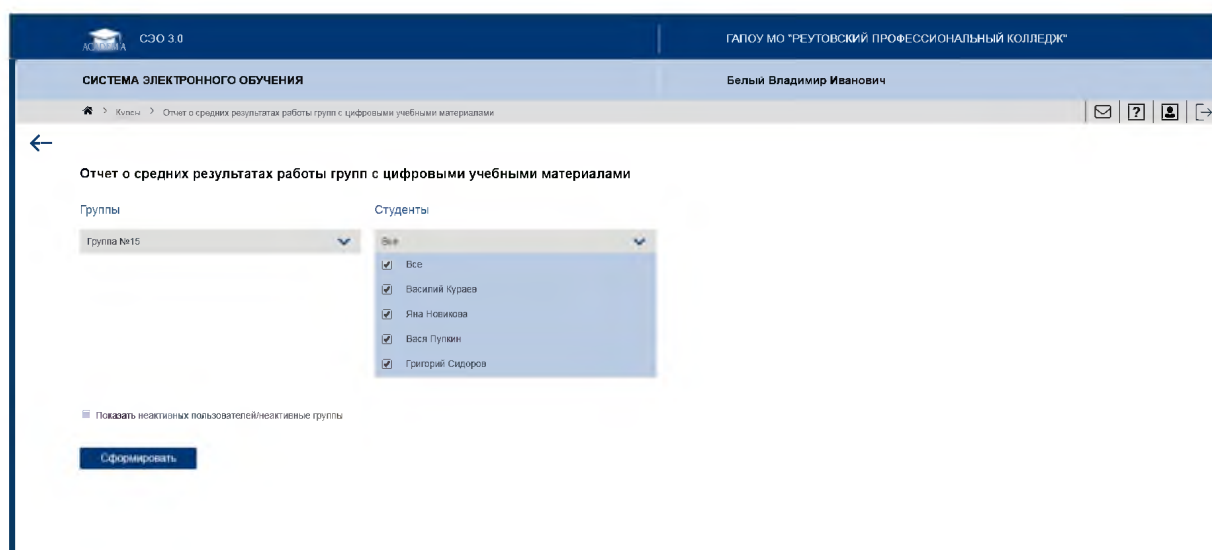 ACADEMIA СЭО 3.0 ГАПОУ МО "РЕУТОВСКИЙ ПРОФЕССИОНАЛЬНЫЙ КОЛЛЕДЖ"
СИСТЕМА ЭЛЕКТРОННОГО ОБУЧЕНИЯ Белый Владимир Иванович
> Курсы > Отчет о средних результатах работы групп с цифровыми учебными материалами
Отчет о средних результатах работы групп с цифровыми учебными материалами
Группы Студенты
Группа №15 Все
Все
Василий Кураев
Яна Новикова
Вася Пупкин
Григорий Сидоров
Показать неактивных пользователей/неактивные группы
Сформировать